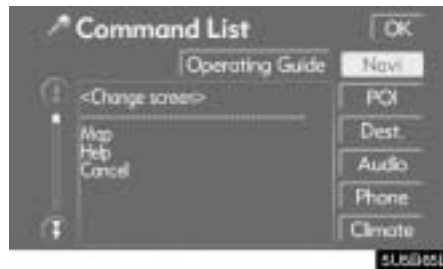 Command List
OK
Operating Guide
Navi
<Change screen>
POI
Map
Dest.
Help
Cancel
Audio
Phone
Climate